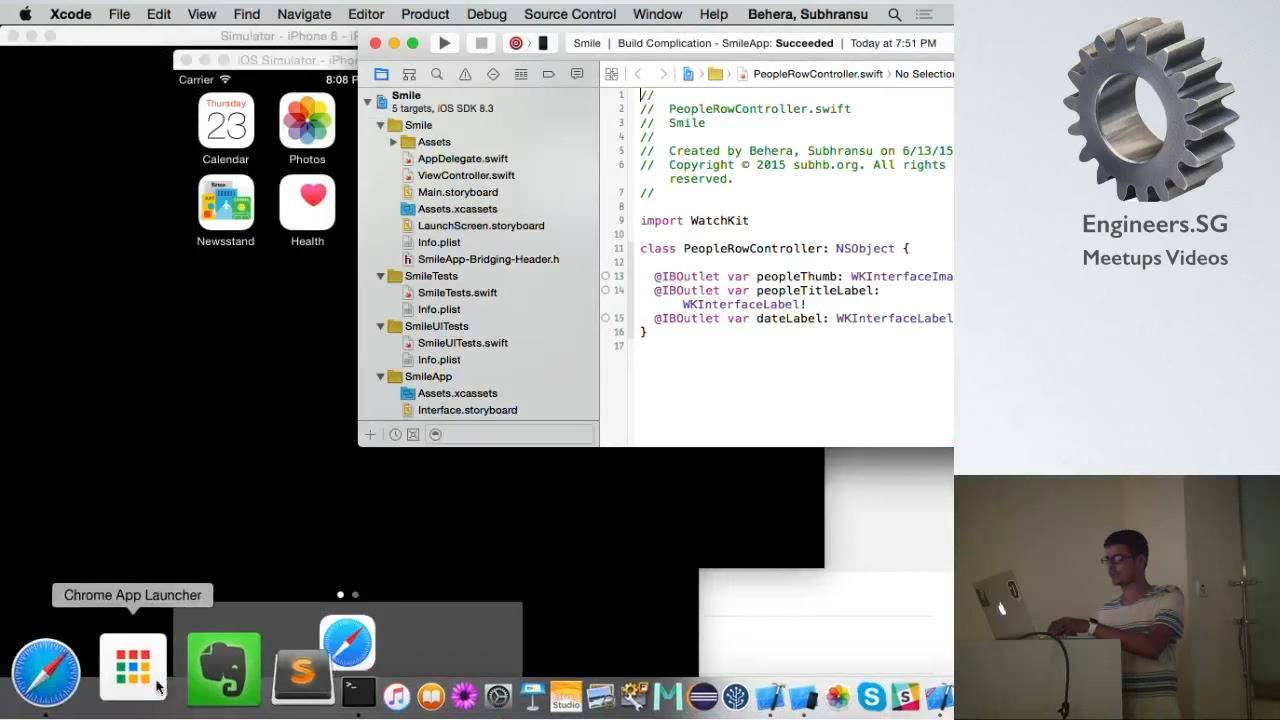 Xcode File Edit View Find Navigate Editor Product Debug Source Control Window Help Behera, Subhransu
Simulator - iPhone 6 - iP
iOS Simulator - iPhone
Carrier 8:08 P
Thursday
23
Calendar
Photos
Newsstand
Health
Smile Build Complication - SmileApp: Succeeded Today at 7:51 PM
PeopleRowController.swift No Selection
Smile
5 targets, iOS SDK 8.3
Smile
Assets
AppDelegate.swift
ViewController.swift
Main.storyboard
Assets.xcassets
LaunchScreen.storyboard
Info.plist
SmileApp-Bridging-Header.h
SmileTests
SmileTests.swift
Info.plist
SmileUITests
SmileUITests.swift
Info.plist
SmileApp
Assets.xcassets
Interface.storyboard
1 //
2 // PeopleRowController.swift
3 // Smile
4 //
5 // Created by Behera, Subhransu on 6/13/15
6 // Copyright © 2015 subhb.org. All rights
reserved.
7 //
8
9 import WatchKit
10
11 class PeopleRowController: NSObject {
12
13 @IBOutlet var peopleThumb: WKInterfaceIma
14 @IBOutlet var peopleTitleLabel:
WKInterfaceLabel!
15 @IBOutlet var dateLabel: WKInterfaceLabel
16 }
17
Chrome App Launcher
Studio
Engineers.SG
Meetups Videos